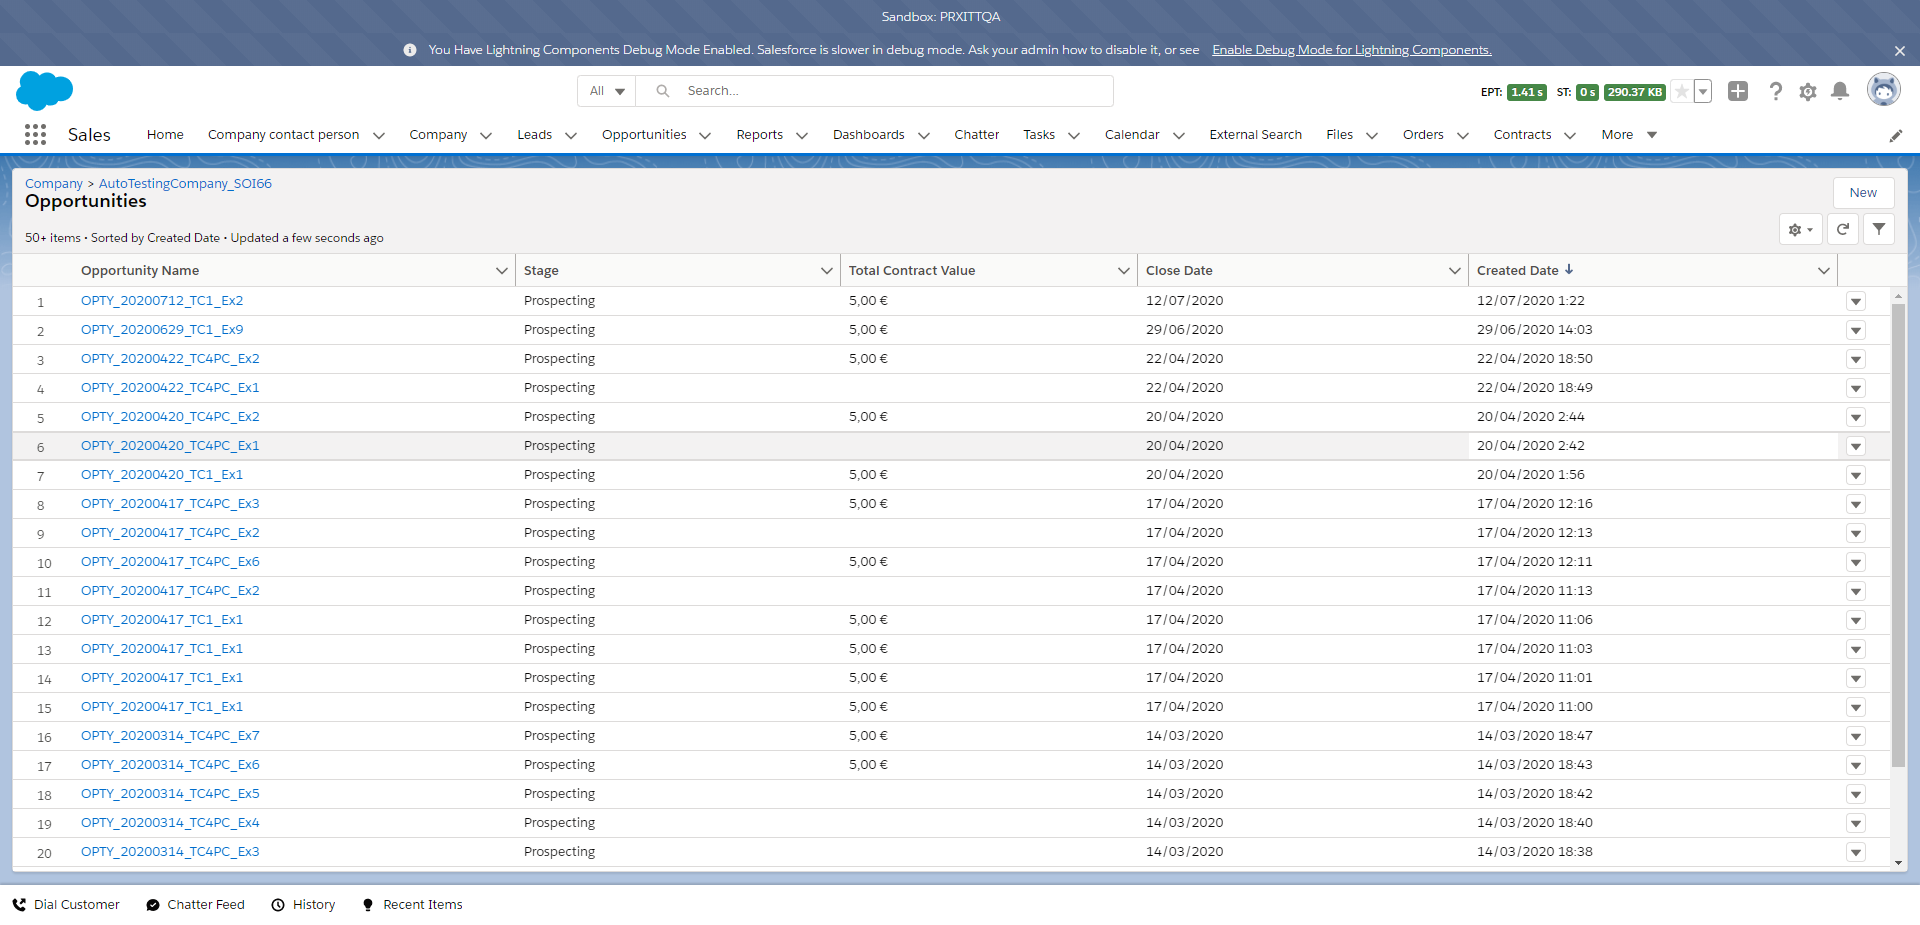 Sandbox: PRXITTQA
You Have Lightning Components Debug Mode Enabled. Salesforce is slower in debug mode. Ask your admin how to disable it, or see Enable Debug Mode for Lightning Components.
All Search... EPT: 1.41 s ST: 0 s 290.37 KB
Sales Home Company contact person Company Leads Opportunities Reports Dashboards Chatter Tasks Calendar External Search Files Orders Contracts More
Company > AutoTestingCompany_SOI66
Opportunities
New
50+ items • Sorted by Created Date • Updated a few seconds ago
Opportunity Name Stage Total Contract Value Close Date Created Date
1 OPTY_20200712_TC1_Ex2 Prospecting 5,00 € 12/07/2020 12/07/2020 1:22
2 OPTY_20200629_TC1_Ex9 Prospecting 5,00 € 29/06/2020 29/06/2020 14:03
3 OPTY_20200422_TC4PC_Ex2 Prospecting 5,00 € 22/04/2020 22/04/2020 18:50
4 OPTY_20200422_TC4PC_Ex1 Prospecting 22/04/2020 22/04/2020 18:49
5 OPTY_20200420_TC4PC_Ex2 Prospecting 5,00 € 20/04/2020 20/04/2020 2:44
6 OPTY_20200420_TC4PC_Ex1 Prospecting 20/04/2020 20/04/2020 2:42
7 OPTY_20200420_TC1_Ex1 Prospecting 5,00 € 20/04/2020 20/04/2020 1:56
8 OPTY_20200417_TC4PC_Ex3 Prospecting 5,00 € 17/04/2020 17/04/2020 12:16
9 OPTY_20200417_TC4PC_Ex2 Prospecting 17/04/2020 17/04/2020 12:13
10 OPTY_20200417_TC4PC_Ex6 Prospecting 5,00 € 17/04/2020 17/04/2020 12:11
11 OPTY_20200417_TC4PC_Ex2 Prospecting 17/04/2020 17/04/2020 11:13
12 OPTY_20200417_TC1_Ex1 Prospecting 5,00 € 17/04/2020 17/04/2020 11:06
13 OPTY_20200417_TC1_Ex1 Prospecting 5,00 € 17/04/2020 17/04/2020 11:03
14 OPTY_20200417_TC1_Ex1 Prospecting 5,00 € 17/04/2020 17/04/2020 11:01
15 OPTY_20200417_TC1_Ex1 Prospecting 5,00 € 17/04/2020 17/04/2020 11:00
16 OPTY_20200314_TC4PC_Ex7 Prospecting 5,00 € 14/03/2020 14/03/2020 18:47
17 OPTY_20200314_TC4PC_Ex6 Prospecting 5,00 € 14/03/2020 14/03/2020 18:43
18 OPTY_20200314_TC4PC_Ex5 Prospecting 14/03/2020 14/03/2020 18:42
19 OPTY_20200314_TC4PC_Ex4 Prospecting 14/03/2020 14/03/2020 18:40
20 OPTY_20200314_TC4PC_Ex3 Prospecting 14/03/2020 14/03/2020 18:38
Dial Customer Chatter Feed History Recent Items